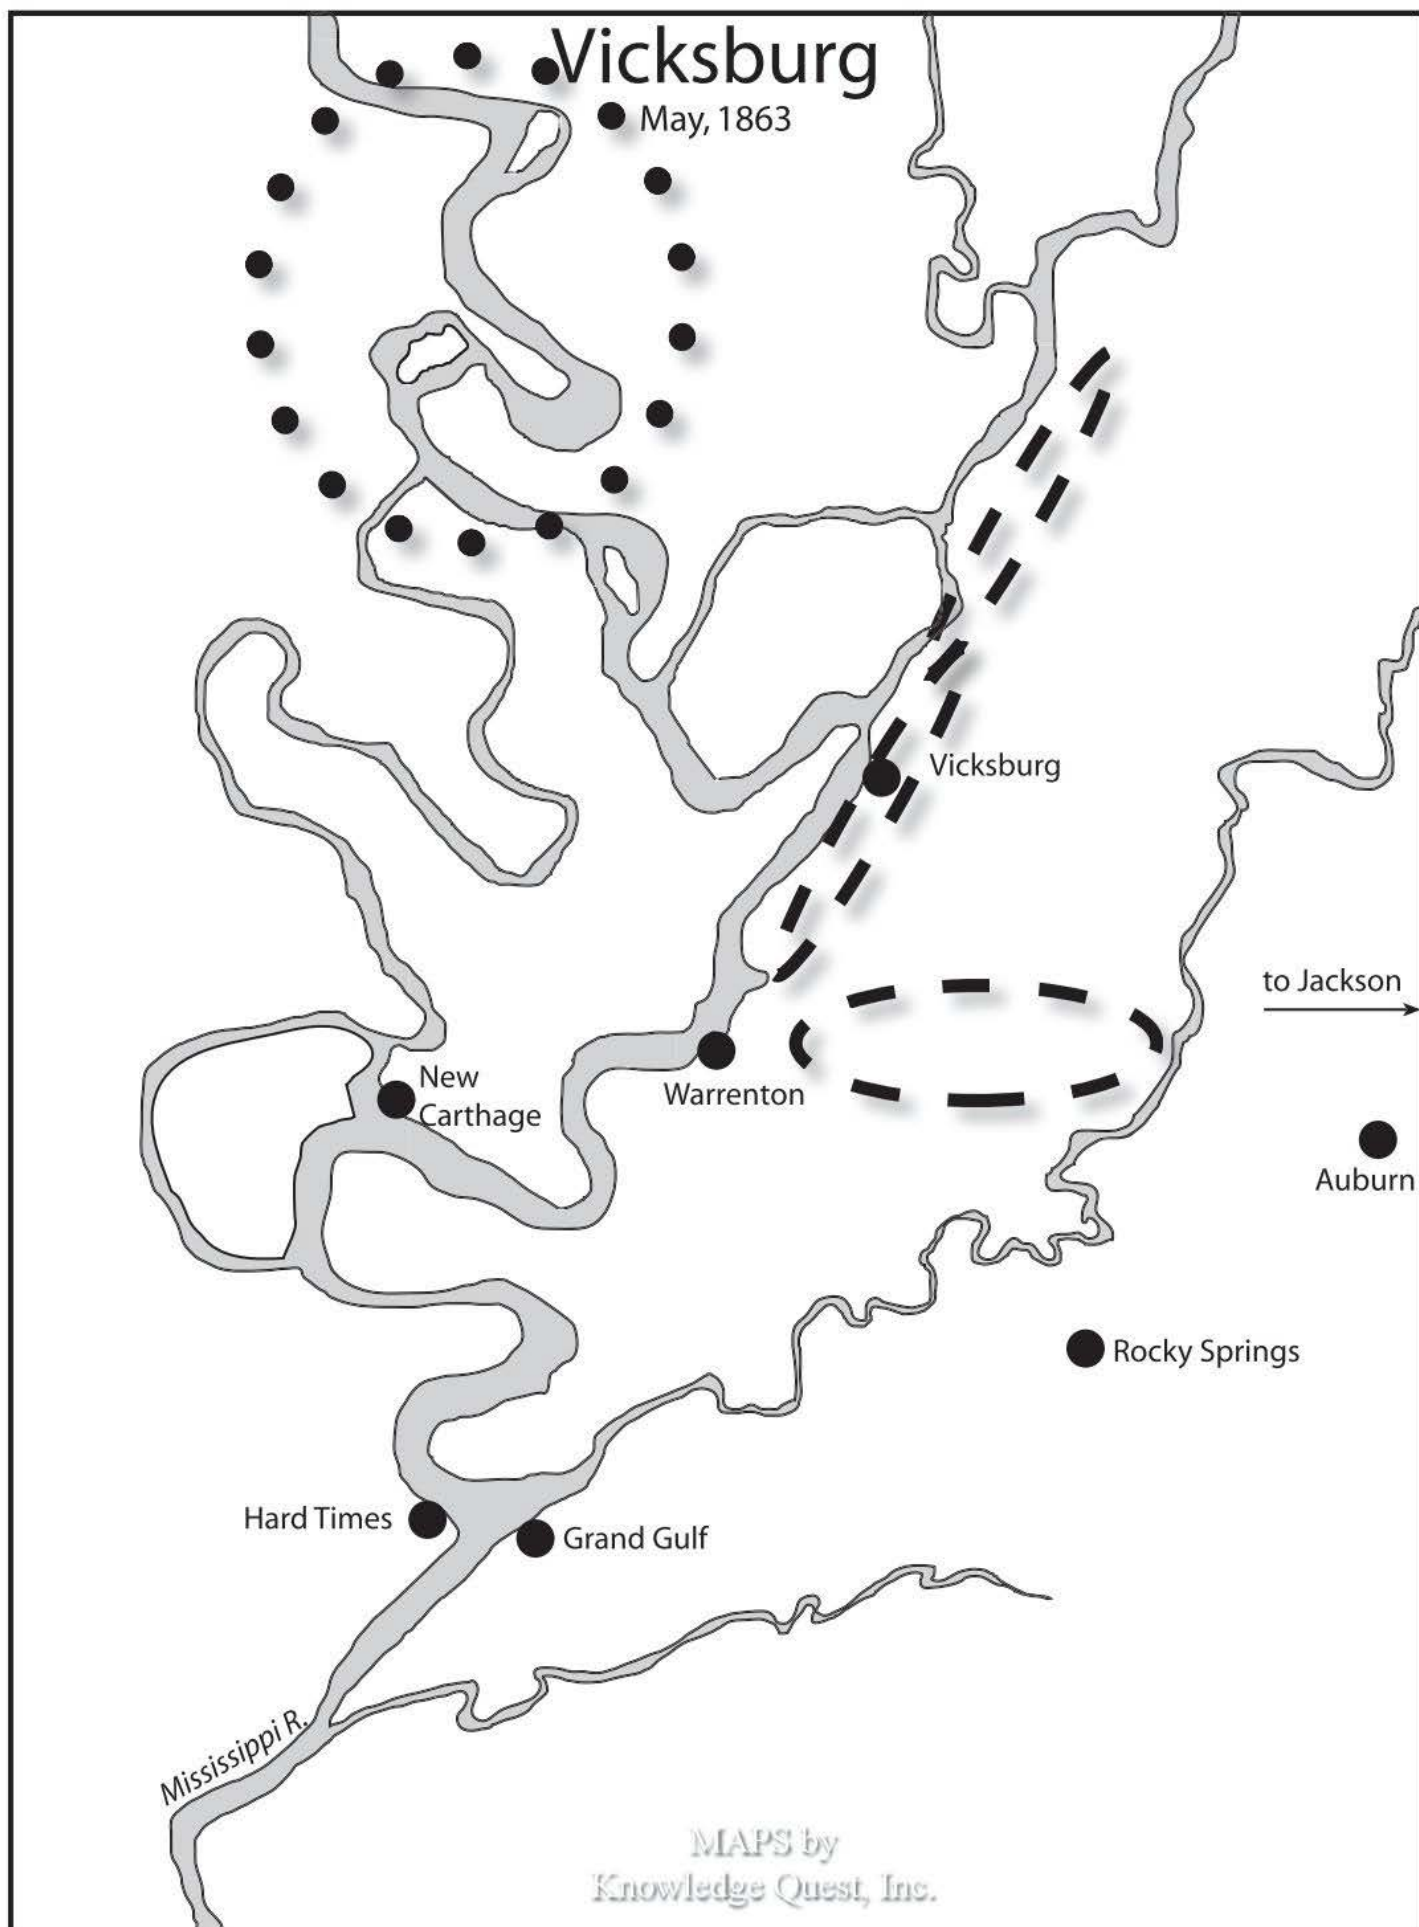 Vicksburg
May, 1863
Vicksburg
to Jackson
New
Carthage
Warrenton
Auburn
Rocky Springs
Hard Times
Grand Gulf
Mississippi R.
MAPS by
Knowledge Quest, Inc.